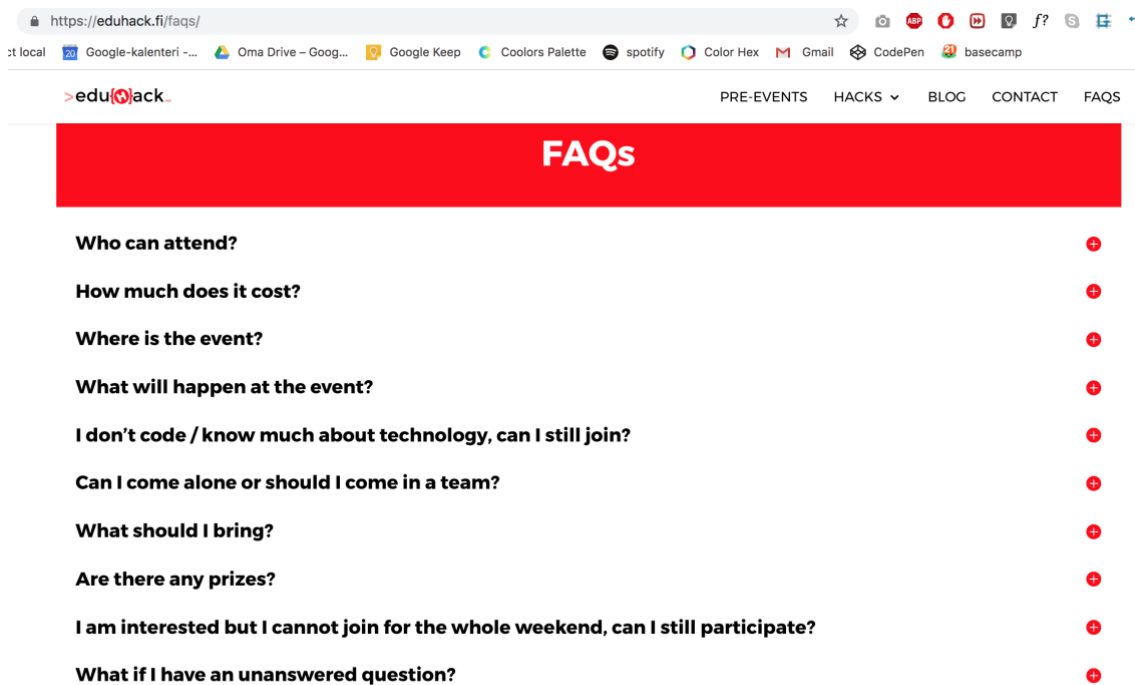 https://eduhack.fi/faqs/
ABP
f?
S
ct local
20
Google-kalenteri -...
Oma Drive – Goog...
Google Keep
Coolors Palette
spotify
Color Hex
Gmail
CodePen
21
basecamp
>edu{H}ack_
PRE-EVENTS
HACKS
BLOG
CONTACT
FAQS
FAQs
Who can attend?
How much does it cost?
Where is the event?
What will happen at the event?
I don’t code / know much about technology, can I still join?
Can I come alone or should I come in a team?
What should I bring?
Are there any prizes?
I am interested but I cannot join for the whole weekend, can I still participate?
What if I have an unanswered question?